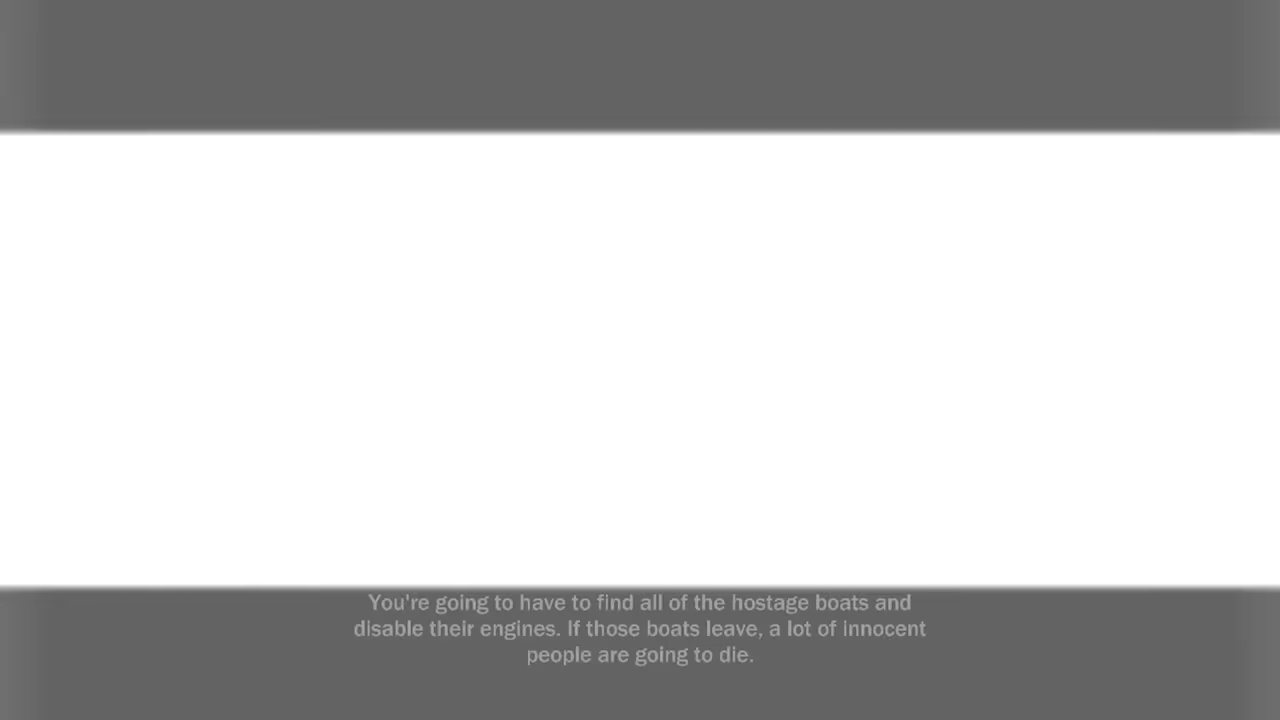 You're going to have to find all of the hostage boats and
disable their engines. If those boats leave, a lot of innocent
people are going to die.